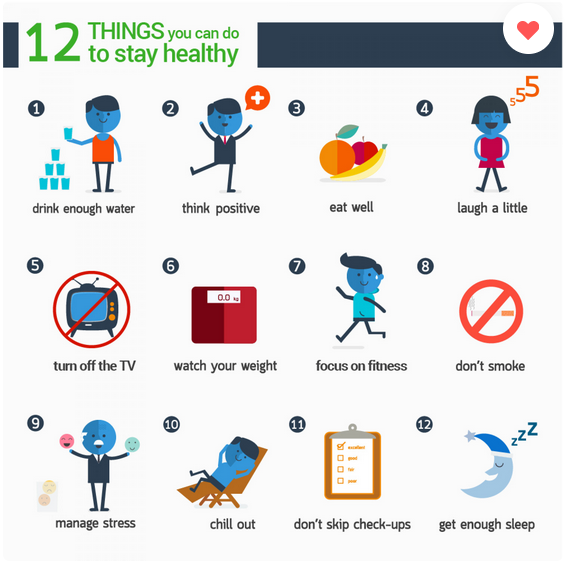 12 THINGS you can do
to stay healthy
1
2
3
4
5 5 5
drink enough water
think positive
eat well
laugh a little
5
6
7
8
0.0 kg
turn off the TV
watch your weight
focus on fitness
don't smoke
9
10
11
12
z z Z
excellent
good
fair
poor
manage stress
chill out
don't skip check-ups
get enough sleep